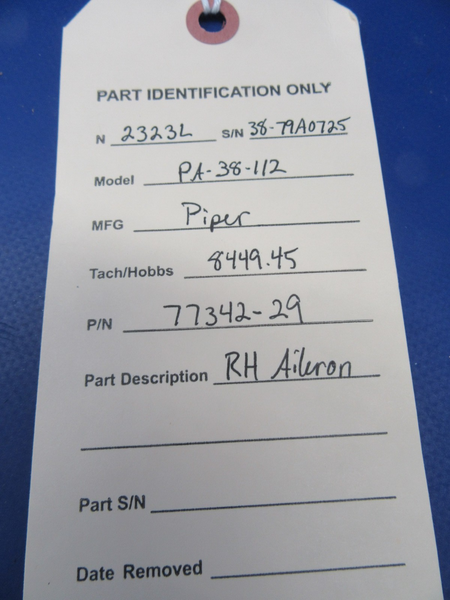 PART IDENTIFICATION ONLY
N 2323L S/N 38-79A0725
Model PA-38-112
MFG Piper
Tach/Hobbs 8449.45
P/N 77342-29
Part Description RH Aileron
Part S/N
Date Removed